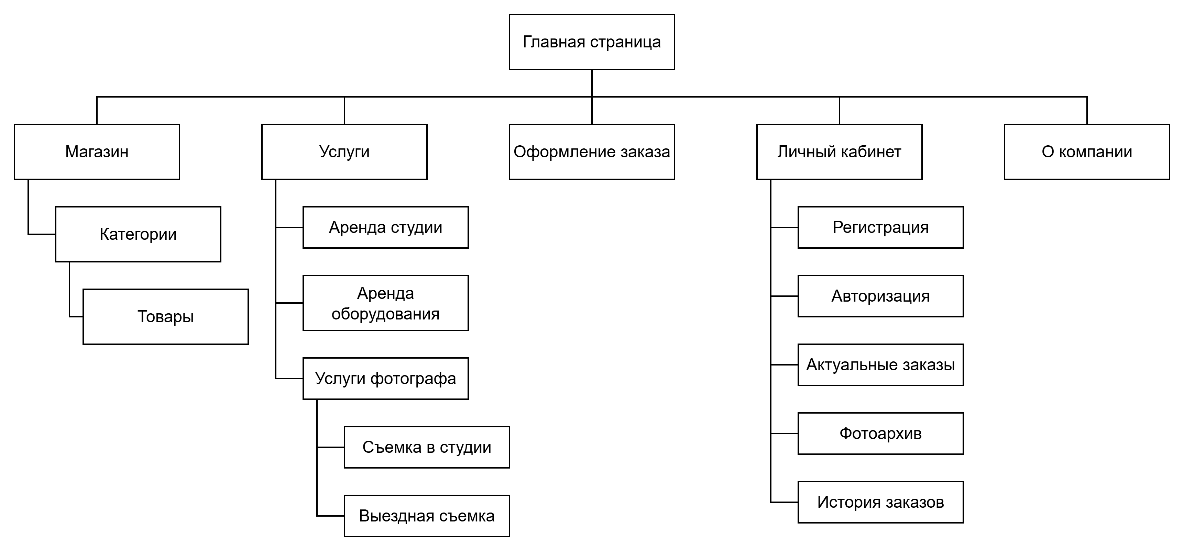 Главная страница
Магазин
Услуги
Оформление заказа
Личный кабинет
О компании
Категории
Товары
Аренда студии
Аренда
оборудования
Услуги фотографа
Съемка в студии
Выездная съемка
Регистрация
Авторизация
Актуальные заказы
Фотоархив
История заказов